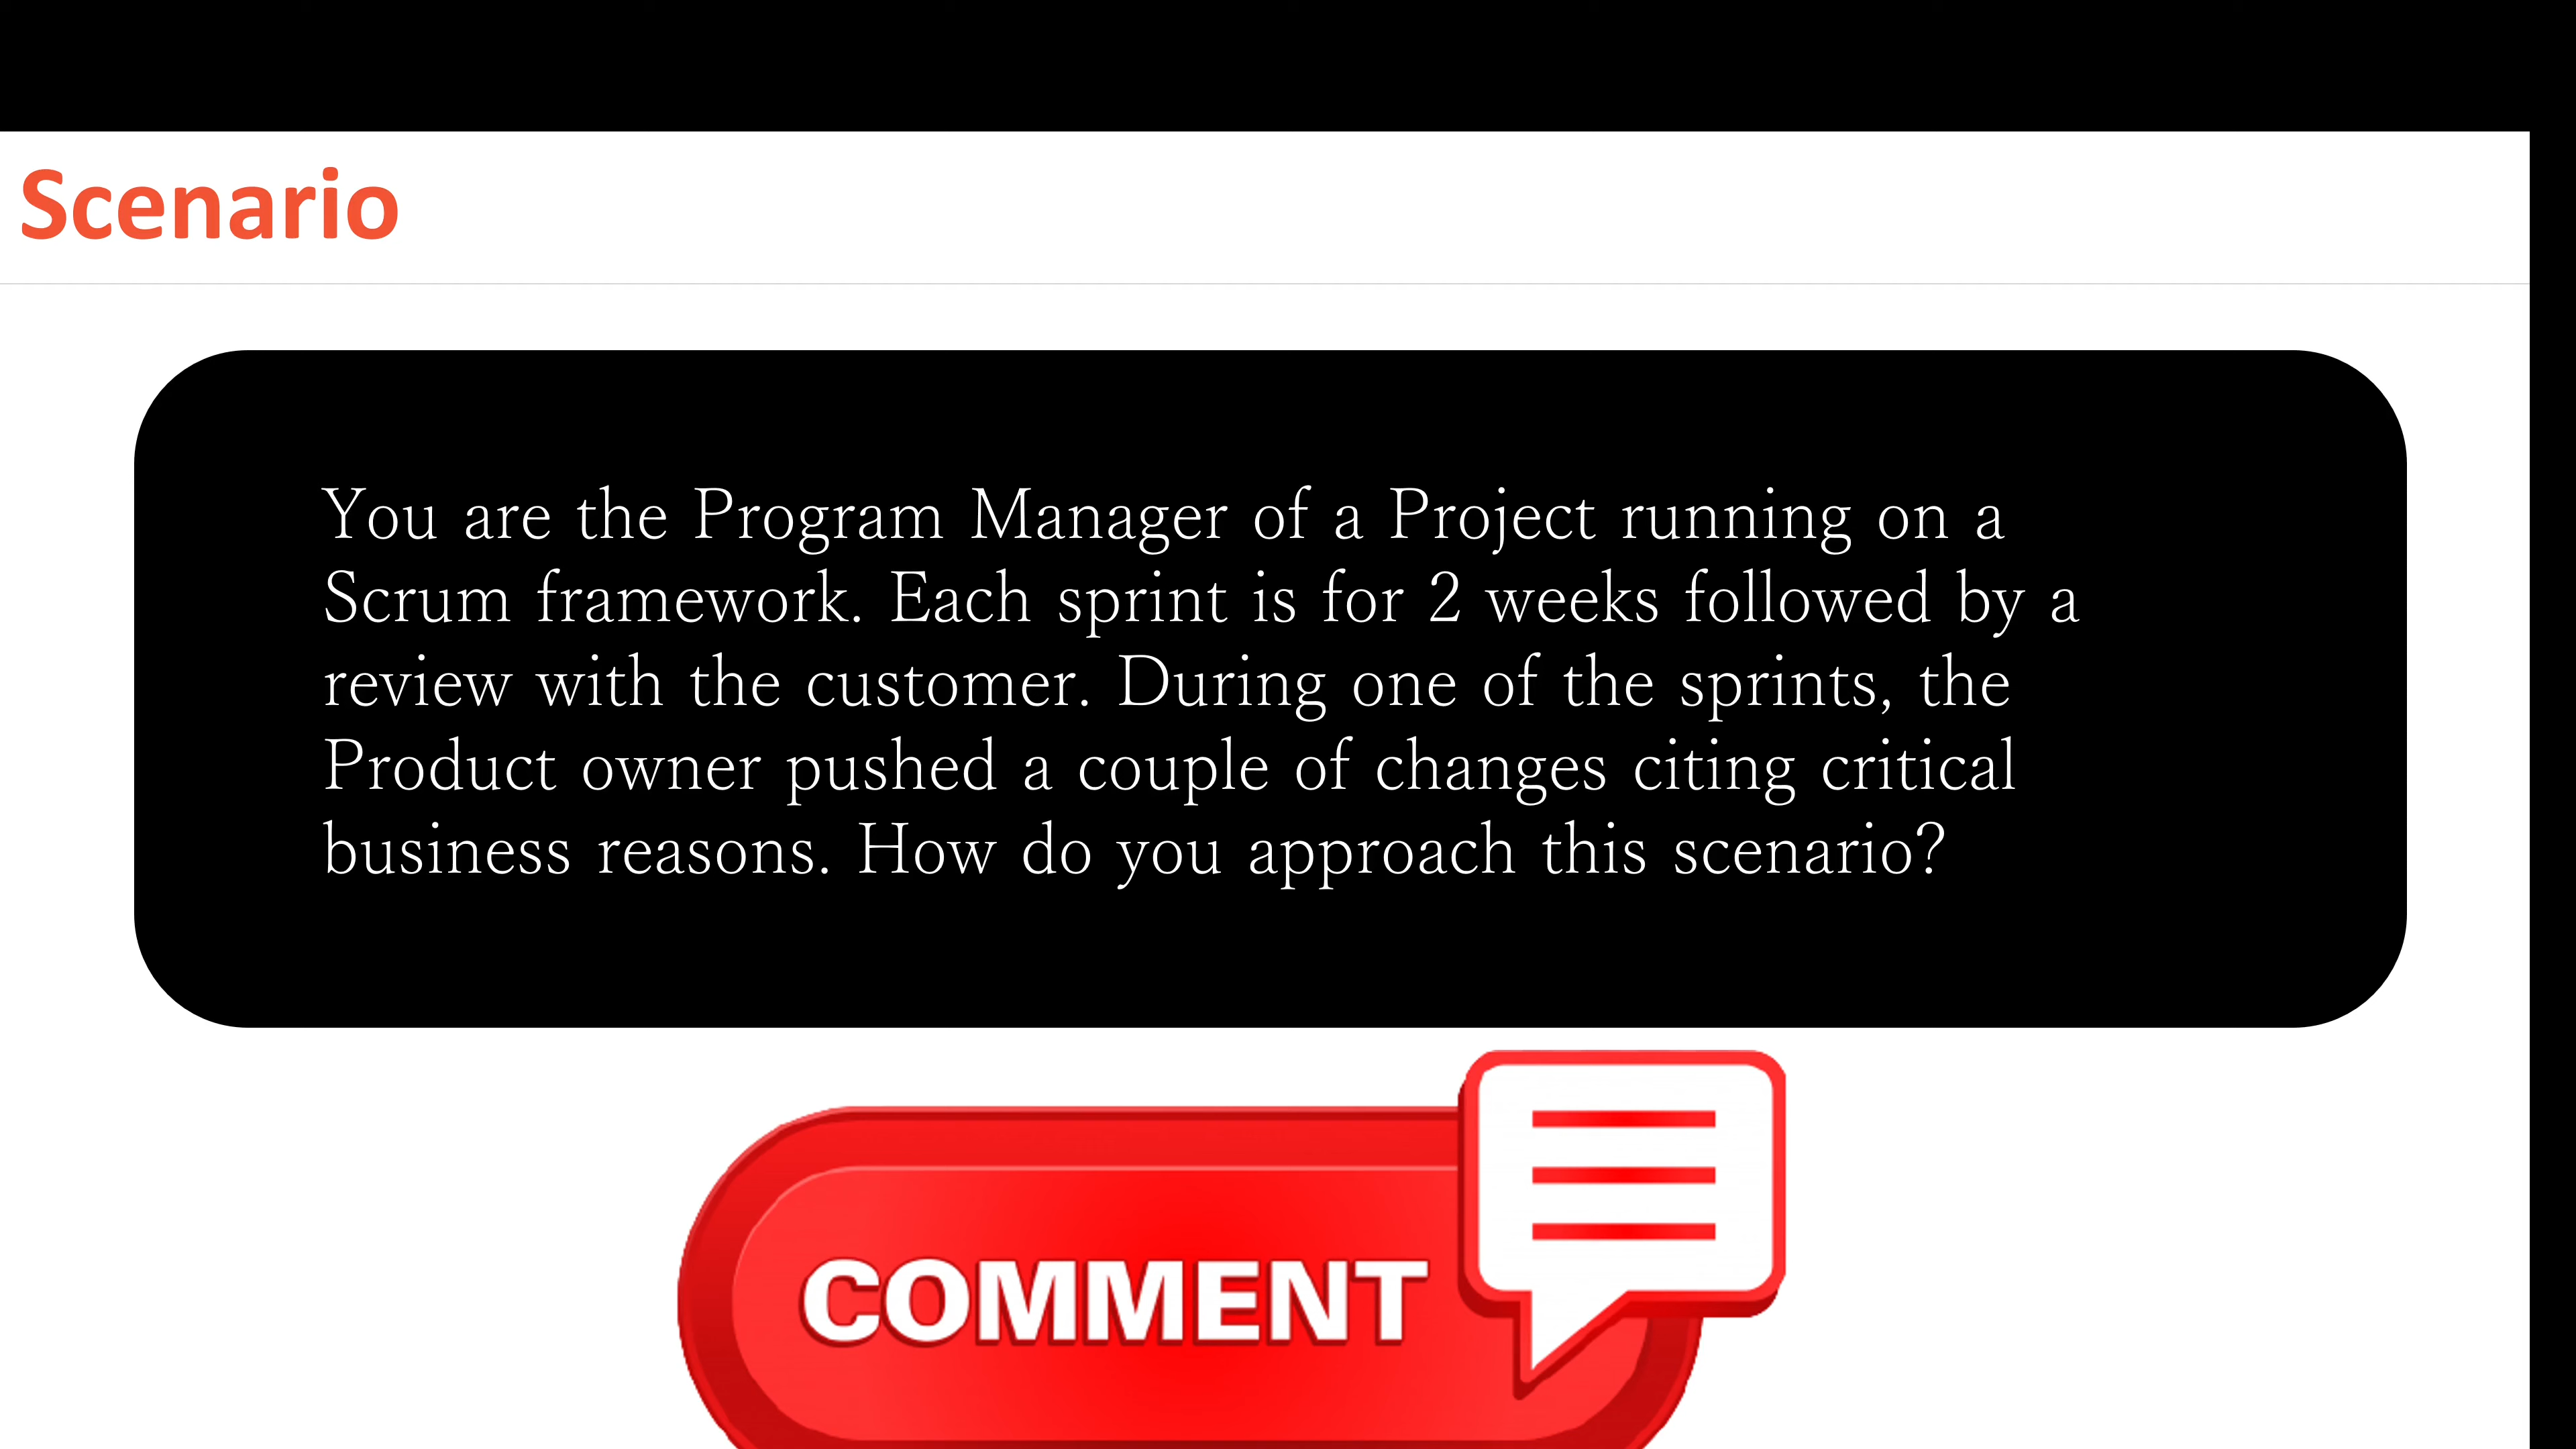 Scenario
You are the Program Manager of a Project running on a
Scrum framework. Each sprint is for 2 weeks followed by a
review with the customer. During one of the sprints, the
Product owner pushed a couple of changes citing critical
business reasons. How do you approach this scenario?
COMMENT